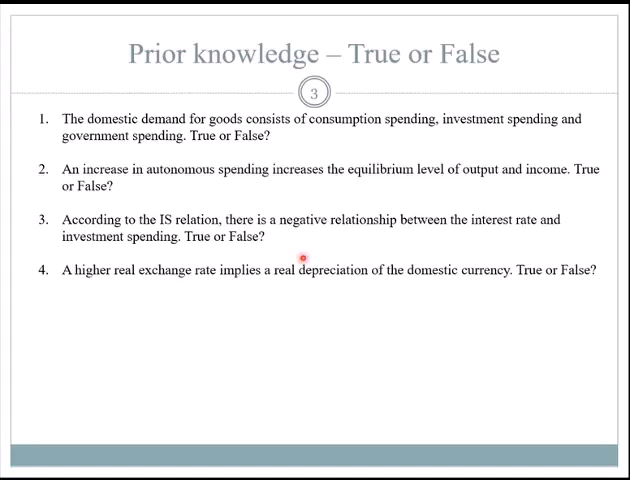 Prior knowledge – True or False
3
1. The domestic demand for goods consists of consumption spending, investment spending and
government spending. True or False?
2. An increase in autonomous spending increases the equilibrium level of output and income. True
or False?
3. According to the IS relation, there is a negative relationship between the interest rate and
investment spending. True or False?
4. A higher real exchange rate implies a real depreciation of the domestic currency. True or False?